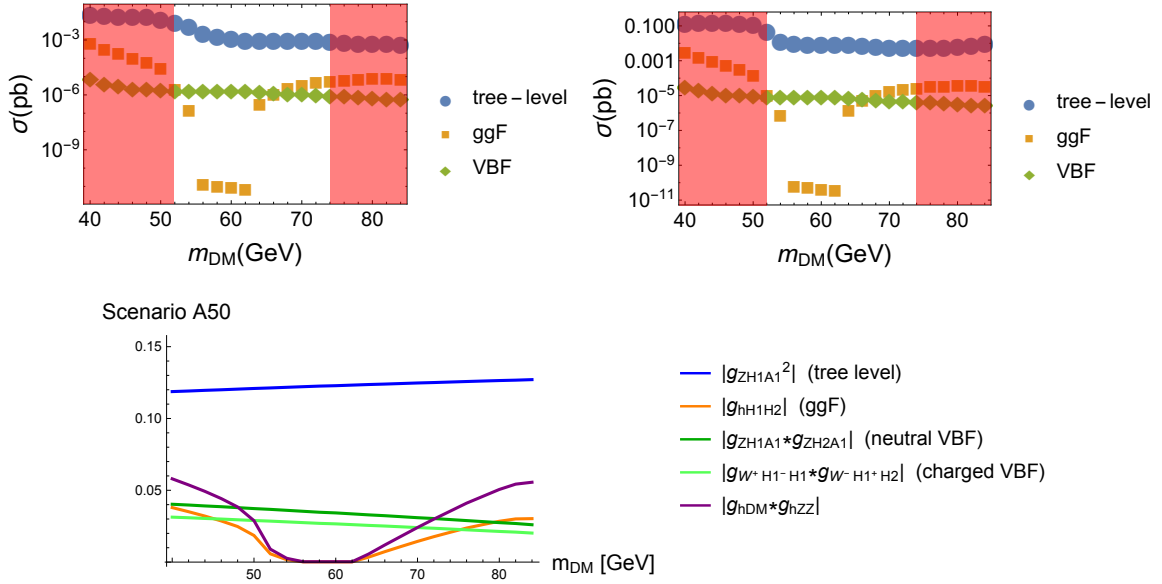 σ(pb)
10⁻³
10⁻⁶
10⁻⁹
40 50 60 70 80
m_DM(GeV)
tree-level
ggF
VBF
σ(pb)
0.100
0.001
10⁻⁵
10⁻⁷
10⁻⁹
10⁻¹¹
40 50 60 70 80
m_DM(GeV)
tree-level
ggF
VBF
Scenario A50
0.15
0.10
0.05
50 60 70 80
m_DM [GeV]
|g_ZH1A1²| (tree level)
|g_hH1H2| (ggF)
|g_ZH1A1*g_ZH2A1| (neutral VBF)
|g_W⁺ H1⁻ H1*g_W⁻ H1⁺ H2| (charged VBF)
|g_hDM*g_hZZ|